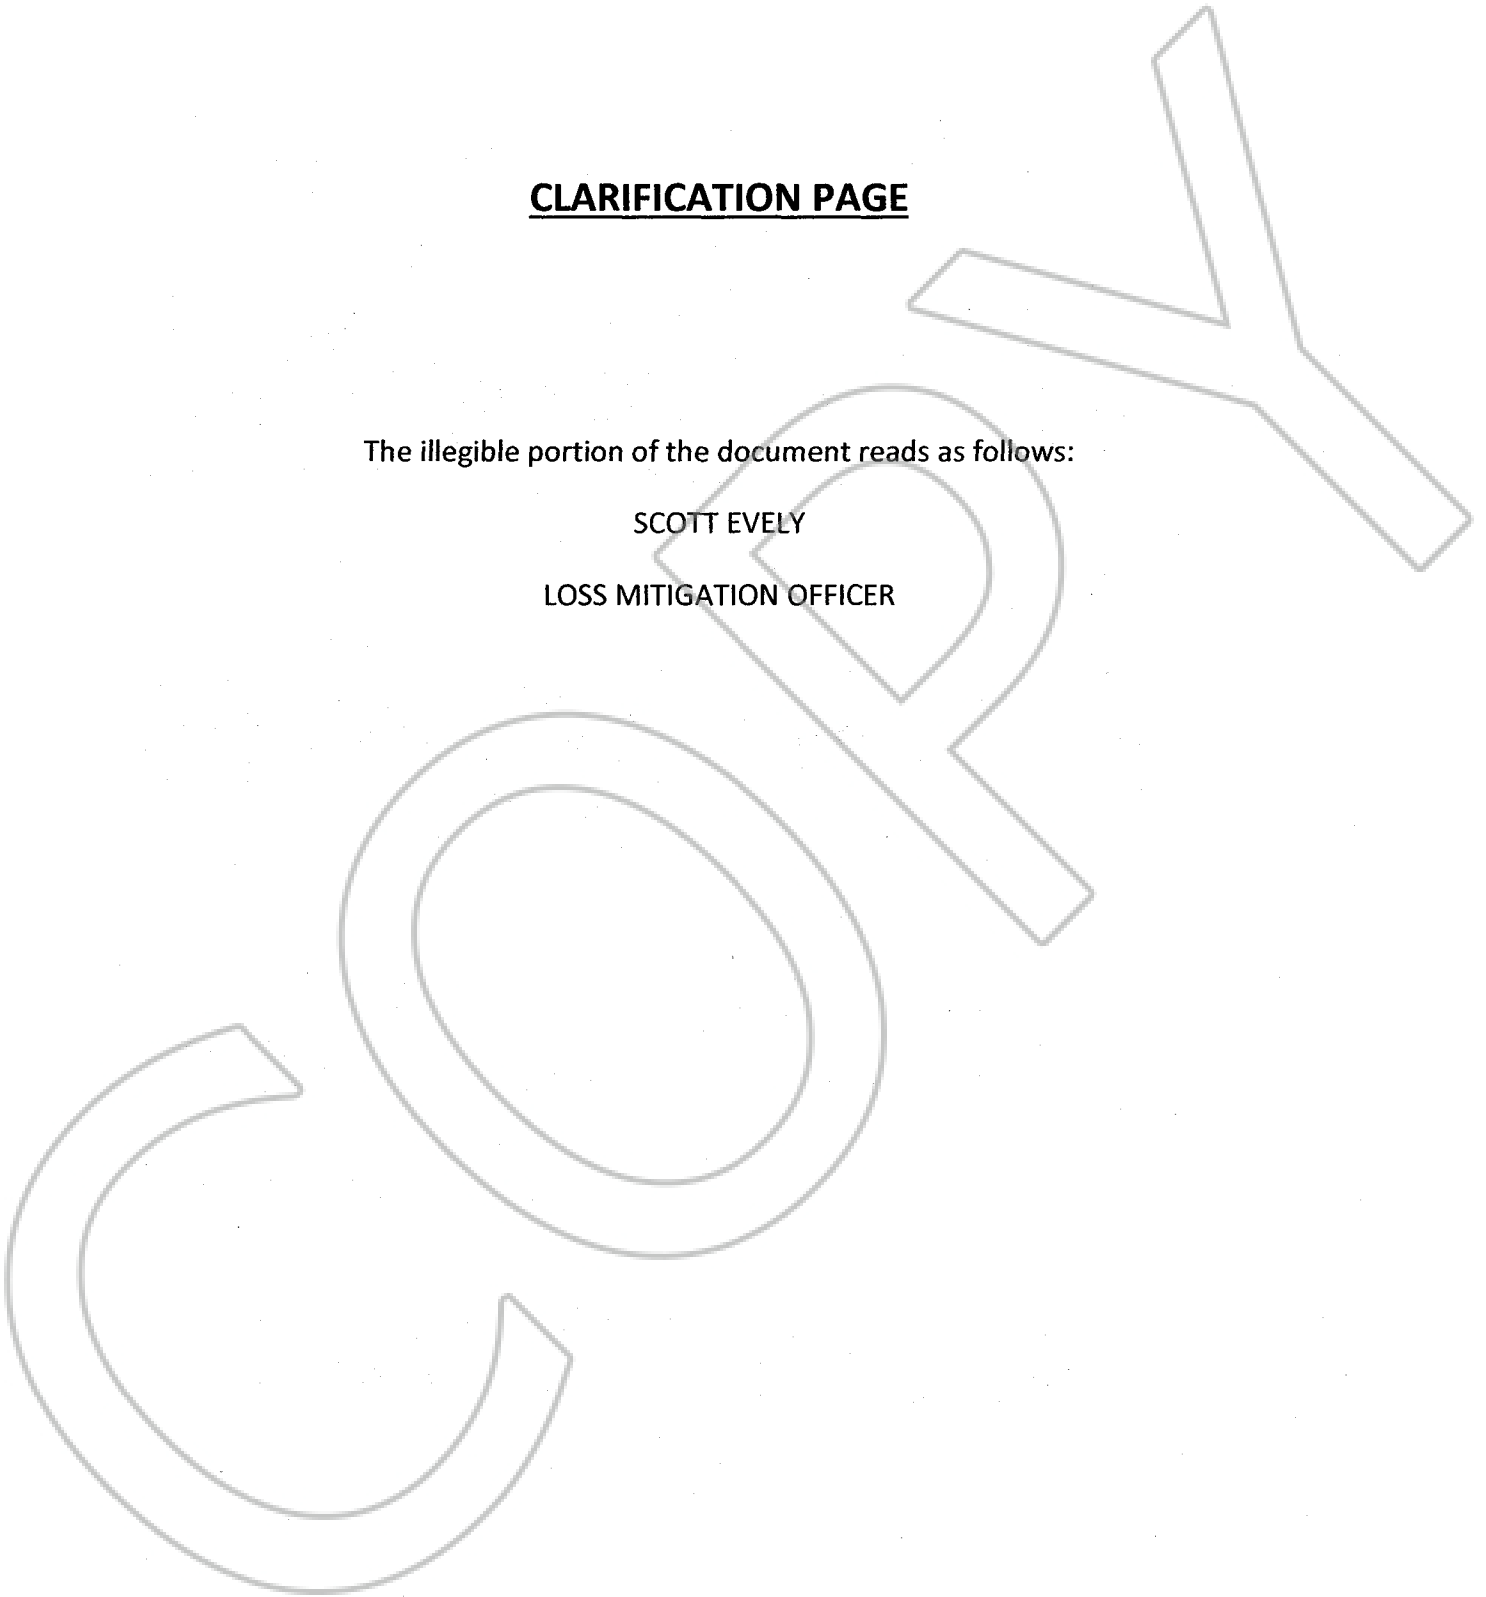 CLARIFICATION PAGE
The illegible portion of the document reads as follows:
SCOTT EVELY
LOSS MITIGATION OFFICER
COPY